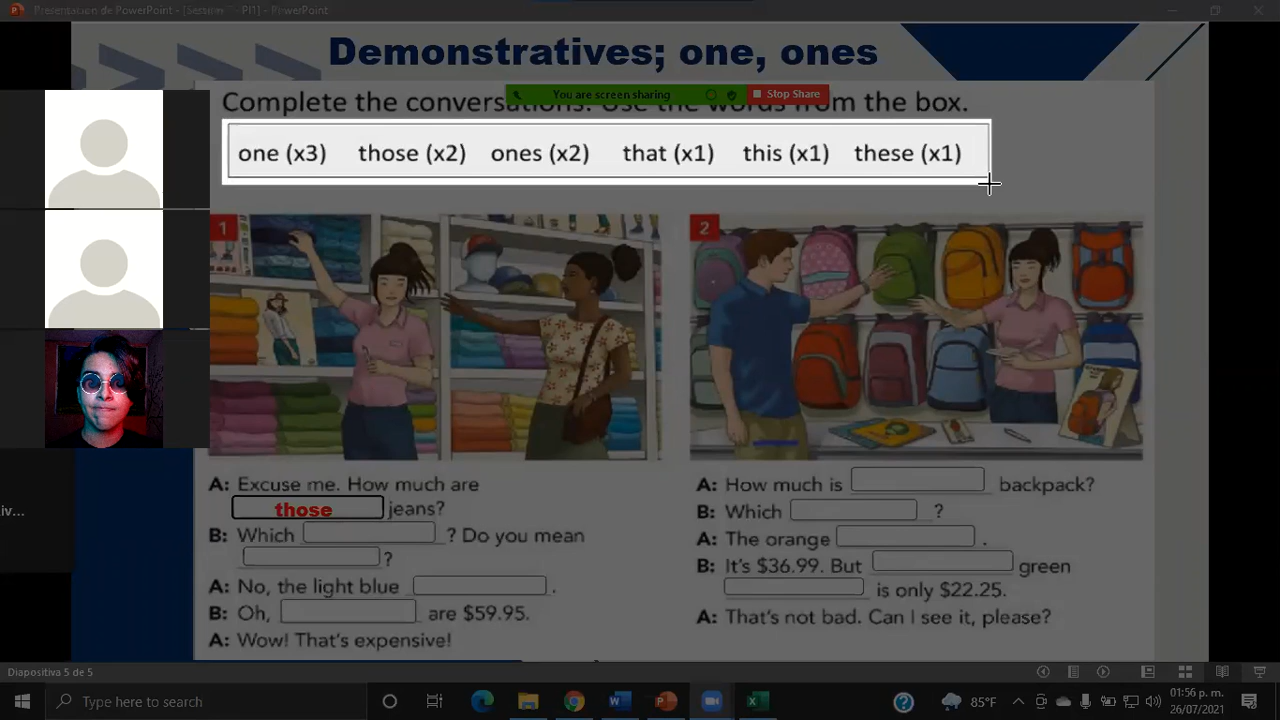 Presentación de PowerPoint - [Sesión - PI1] - PowerPoint
Demonstratives; one, ones
You are screen sharing
Stop Share
Complete the conversations. Use the words from the box.
one (x3) those (x2) ones (x2) that (x1) this (x1) these (x1)
1
2
A: Excuse me. How much are
those jeans?
B: Which ? Do you mean
?
A: No, the light blue .
B: Oh, are $59.95.
A: Wow! That's expensive!
A: How much is backpack?
B: Which ?
A: The orange .
B: It's $36.99. But green
is only $22.25.
A: That's not bad. Can I see it, please?
iv...
Diapositiva 5 de 5
Type here to search
85°F
01:56 p. m.
26/07/2021